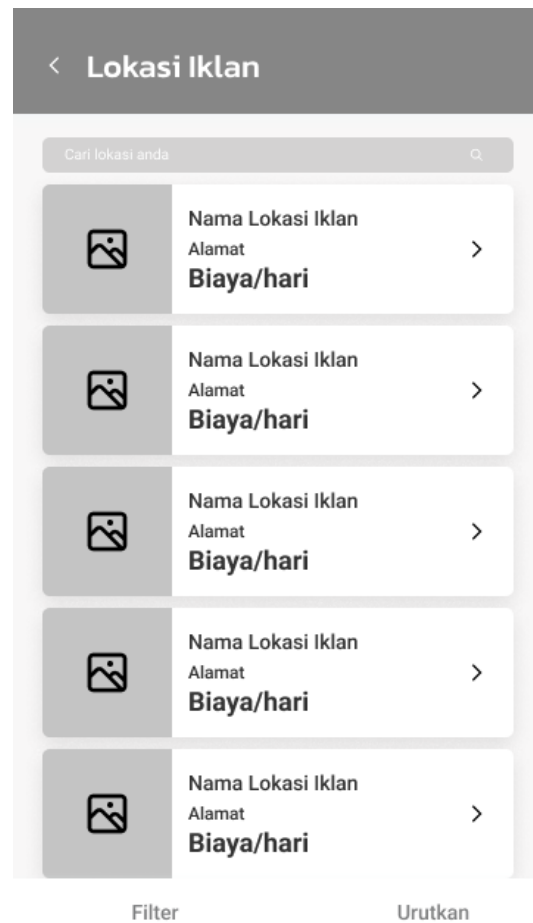 Lokasi Iklan
Cari lokasi anda
Nama Lokasi Iklan
Alamat
Biaya/hari
Nama Lokasi Iklan
Alamat
Biaya/hari
Nama Lokasi Iklan
Alamat
Biaya/hari
Nama Lokasi Iklan
Alamat
Biaya/hari
Nama Lokasi Iklan
Alamat
Biaya/hari
Filter Urutkan